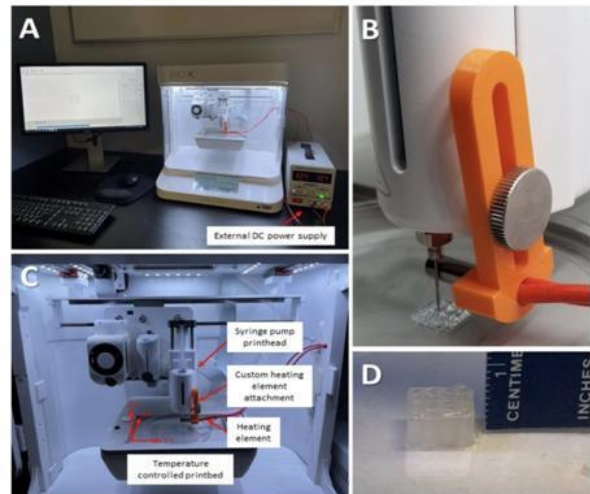 A
BIO X
External DC power supply
B
C
Syringe pump
printhead
Custom heating
element
attachment
Heating
element
Temperature
controlled printbed
D
1
CENTIME
INCHES